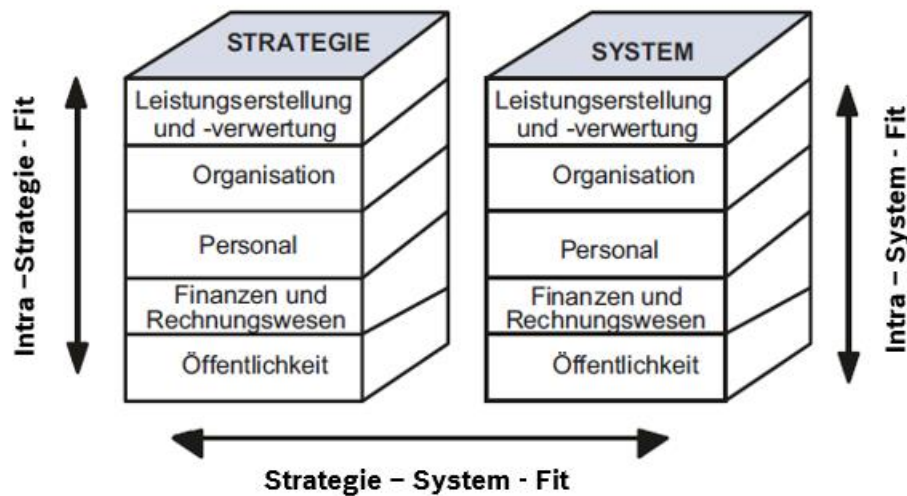 STRATEGIE
Leistungserstellung
und -verwertung
Organisation
Personal
Finanzen und
Rechnungswesen
Öffentlichkeit
SYSTEM
Leistungserstellung
und -verwertung
Organisation
Personal
Finanzen und
Rechnungswesen
Öffentlichkeit
Intra –Strategie - Fit
Intra – System - Fit
Strategie – System - Fit